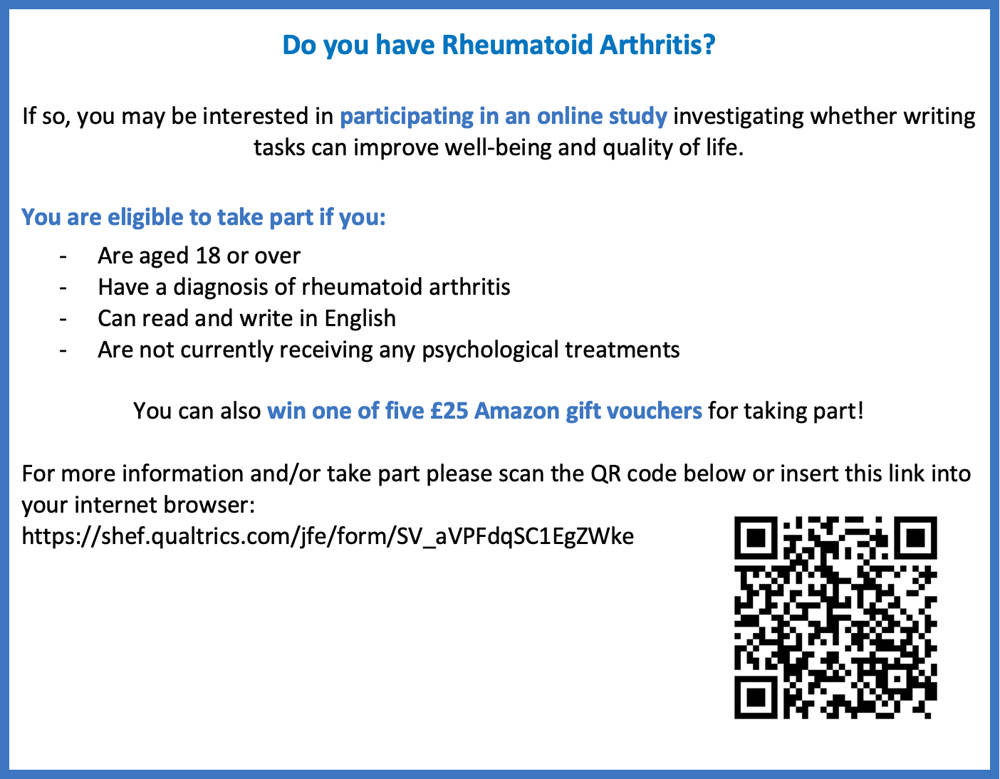 Do you have Rheumatoid Arthritis?
If so, you may be interested in participating in an online study investigating whether writing
tasks can improve well-being and quality of life.
You are eligible to take part if you:
- Are aged 18 or over
- Have a diagnosis of rheumatoid arthritis
- Can read and write in English
- Are not currently receiving any psychological treatments
You can also win one of five £25 Amazon gift vouchers for taking part!
For more information and/or take part please scan the QR code below or insert this link into
your internet browser:
https://shef.qualtrics.com/jfe/form/SV_aVPFdqSC1EgZWke